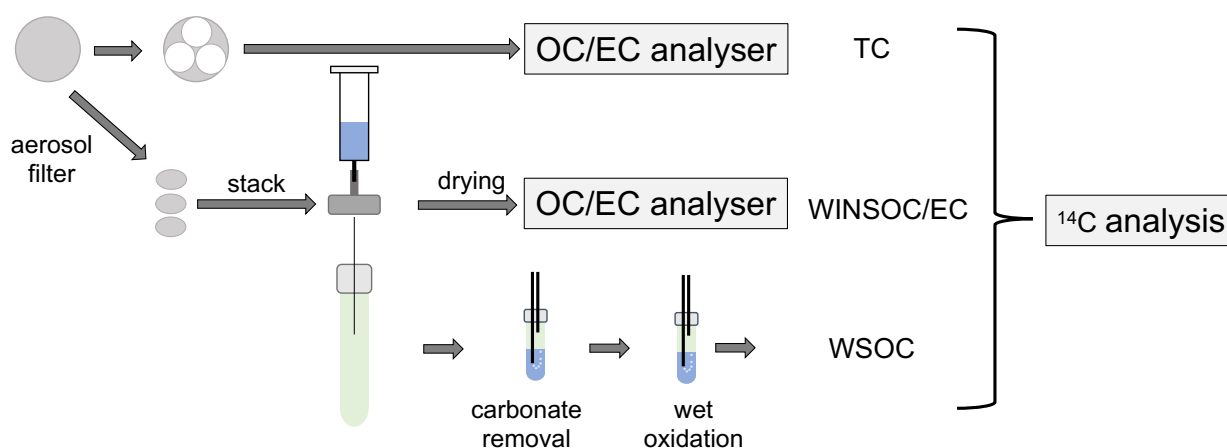 OC/EC analyser
TC
aerosol
filter
stack
drying
OC/EC analyser
WINSOC/EC
¹⁴C analysis
WSOC
carbonate
removal
wet
oxidation